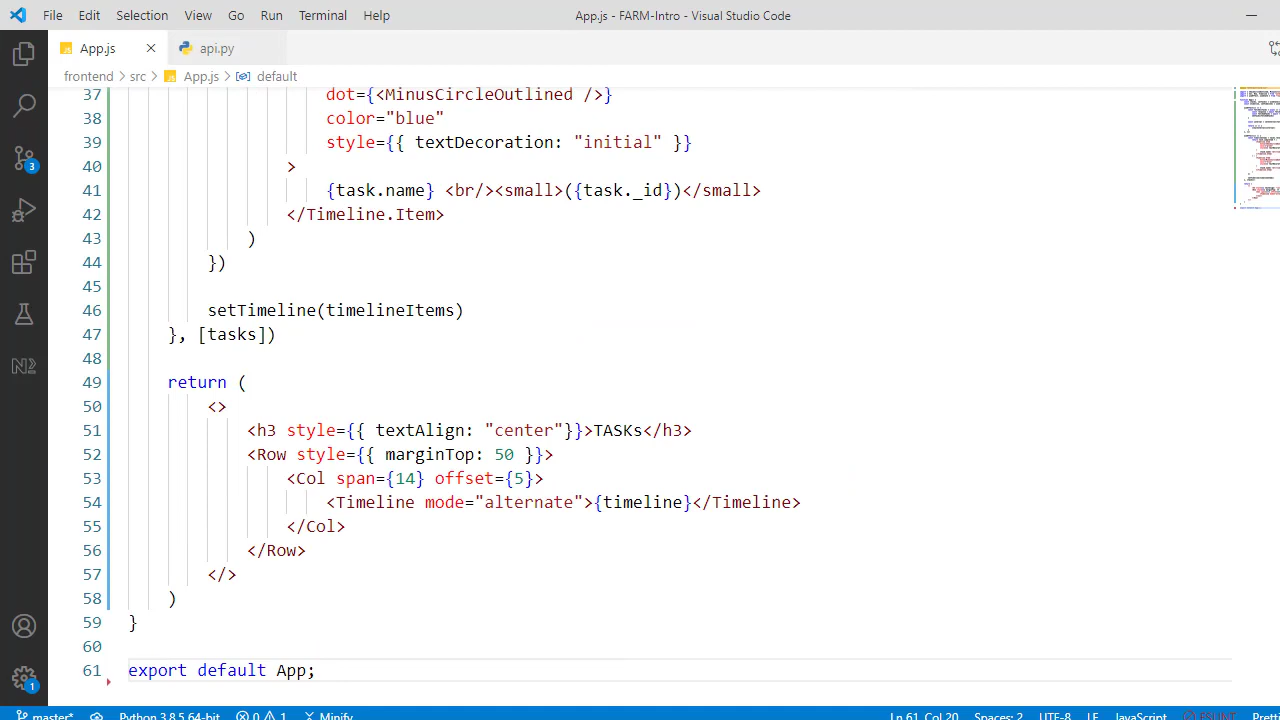 File Edit Selection View Go Run Terminal Help App.js - FARM-Intro - Visual Studio Code
JS App.js api.py
frontend > src > JS App.js > default
37 dot={<MinusCircleOutlined />}
38 color="blue"
39 style={{ textDecoration: "initial" }}
40 >
41 {task.name} <br/><small>({task._id})</small>
42 </Timeline.Item>
43 )
44 })
45
46 setTimeline(timelineItems)
47 }, [tasks])
48
49 return (
50 <>
51 <h3 style={{ textAlign: "center"}}>TASKs</h3>
52 <Row style={{ marginTop: 50 }}>
53 <Col span={14} offset={5}>
54 <Timeline mode="alternate">{timeline}</Timeline>
55 </Col>
56 </Row>
57 </>
58 )
59 }
60
61 export default App;
3
1
master* Python 3.8.5 64-bit 0 1 Minify Ln 61, Col 20 Spaces: 2 UTF-8 LF JavaScript ESLINT Pretti